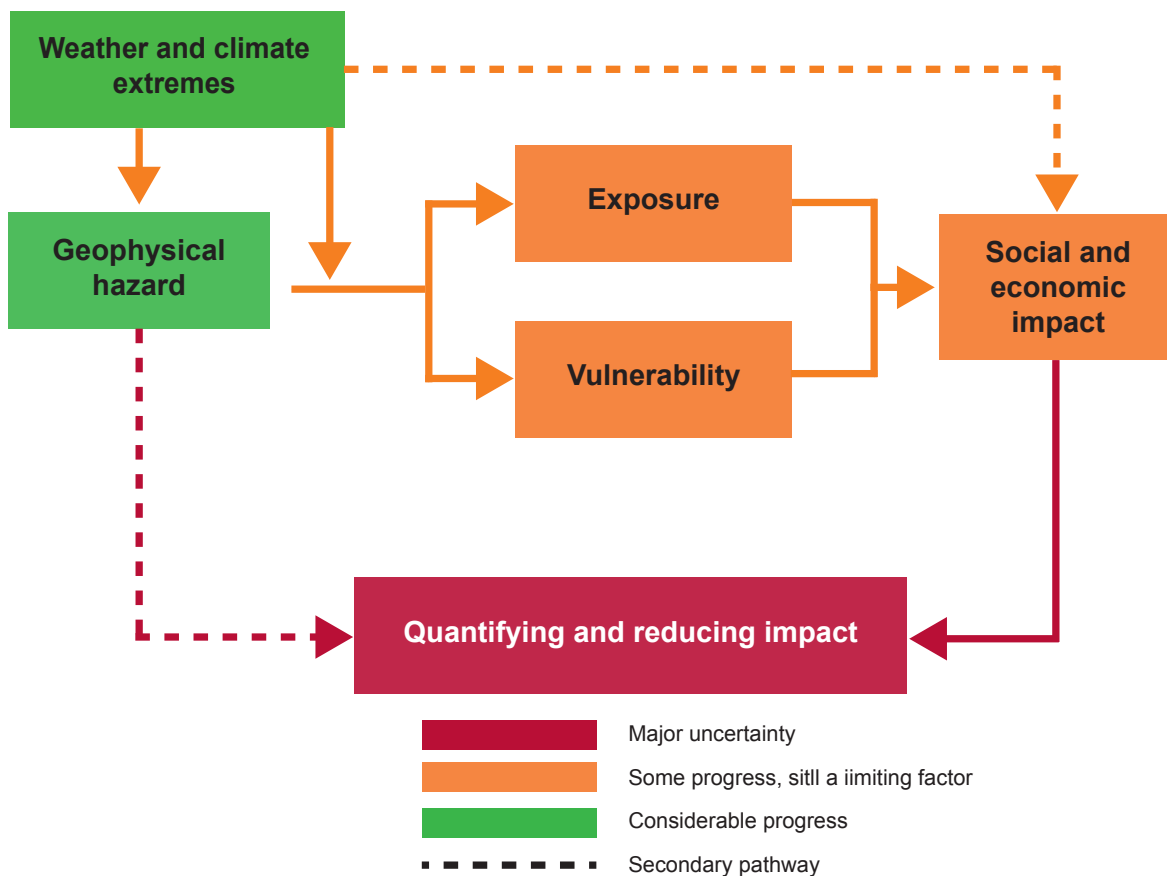 Weather and climate
extremes
Exposure
Geophysical
hazard
Social and
economic
impact
Vulnerability
Quantifying and reducing impact
Major uncertainty
Some progress, sitll a iimiting factor
Considerable progress
Secondary pathway